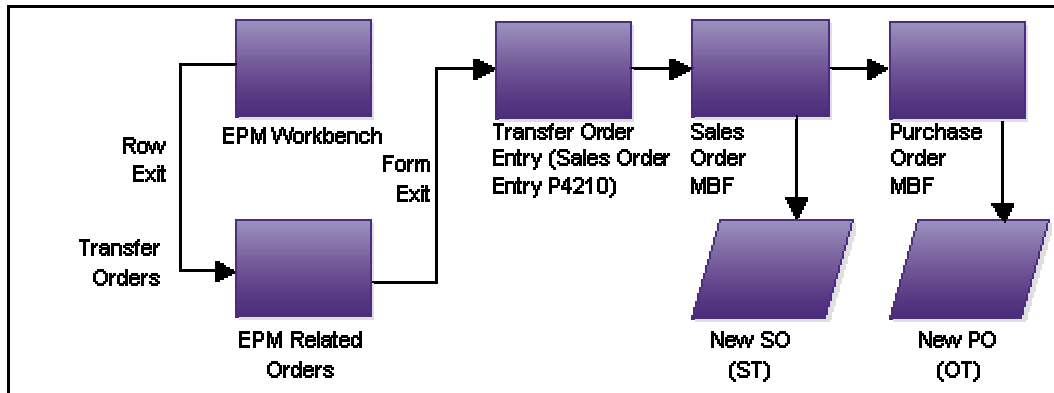 EPM Workbench
Row
Exit
Transfer
Orders
EPM Related
Orders
Form
Exit
Transfer Order
Entry (Sales Order
Entry P4210)
Sales
Order
MBF
Purchase
Order
MBF
New SO
(ST)
New PO
(OT)